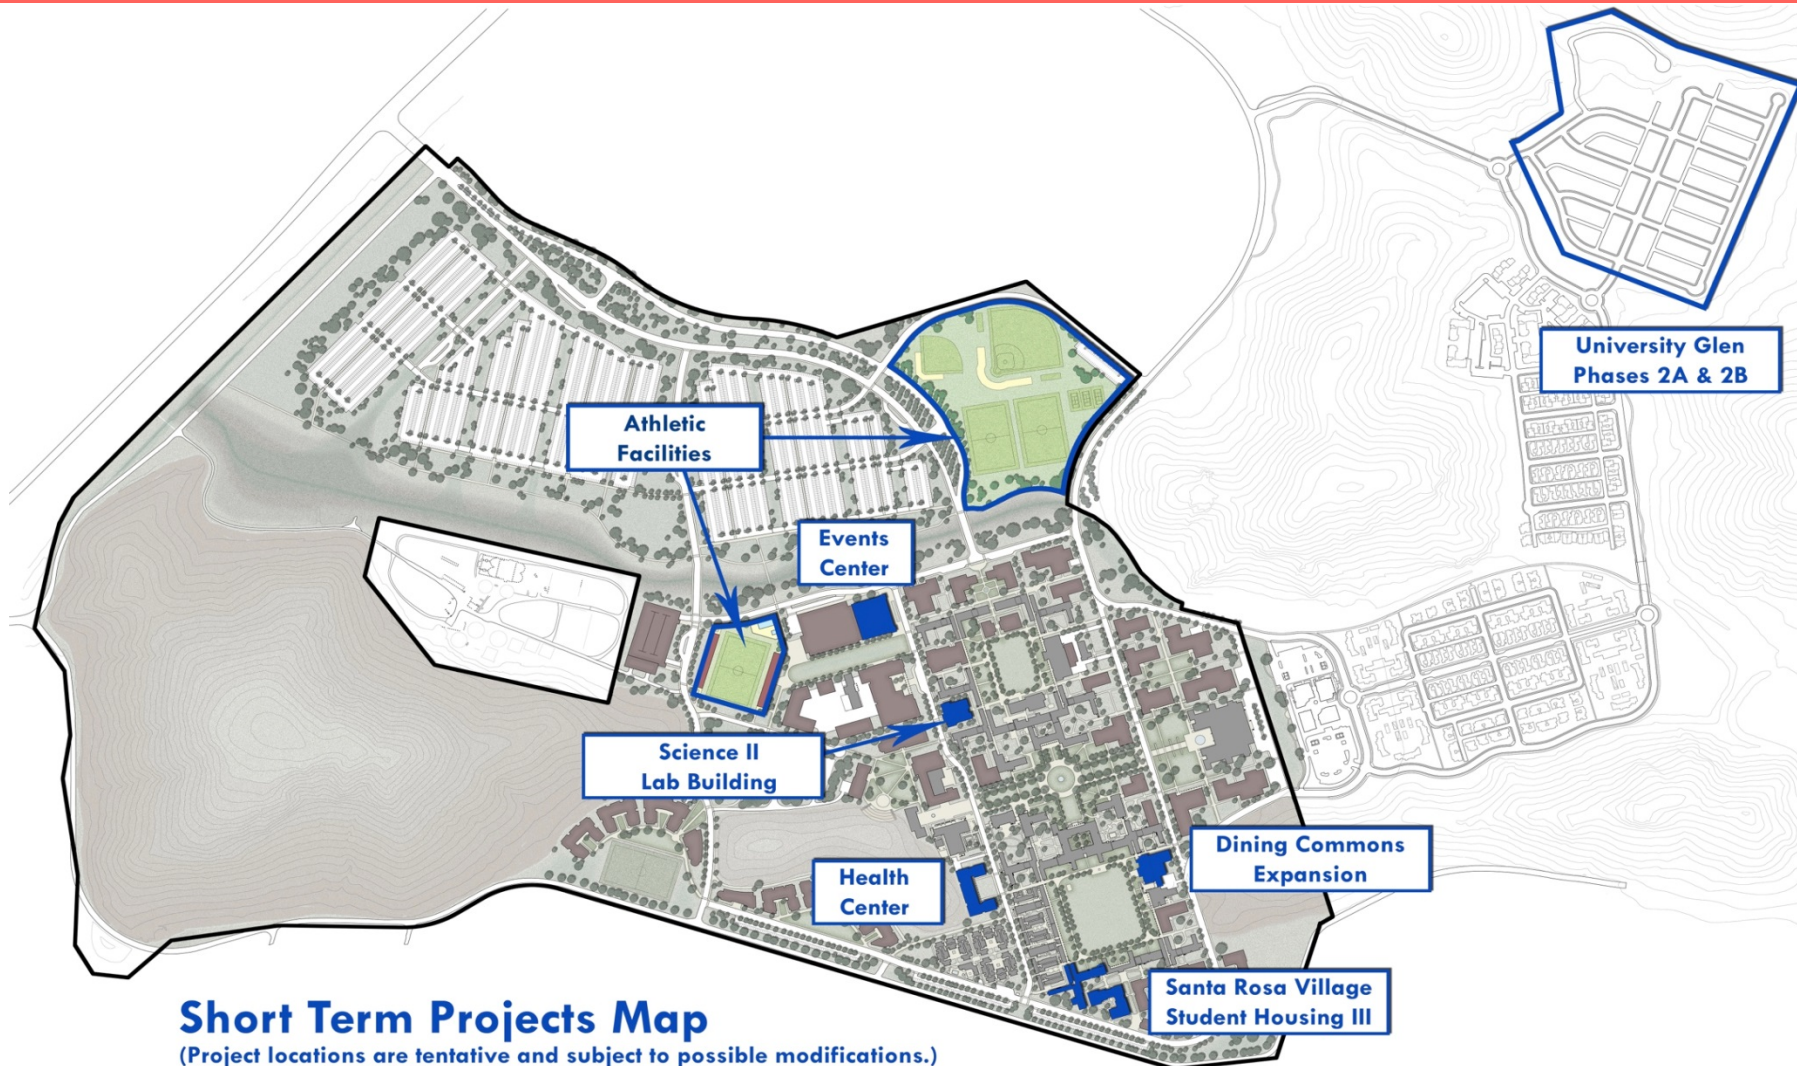 University Glen
Phases 2A & 2B
Athletic
Facilities
Events
Center
Science II
Lab Building
Dining Commons
Expansion
Health
Center
Santa Rosa Village
Student Housing III
Short Term Projects Map
(Project locations are tentative and subject to possible modifications.)